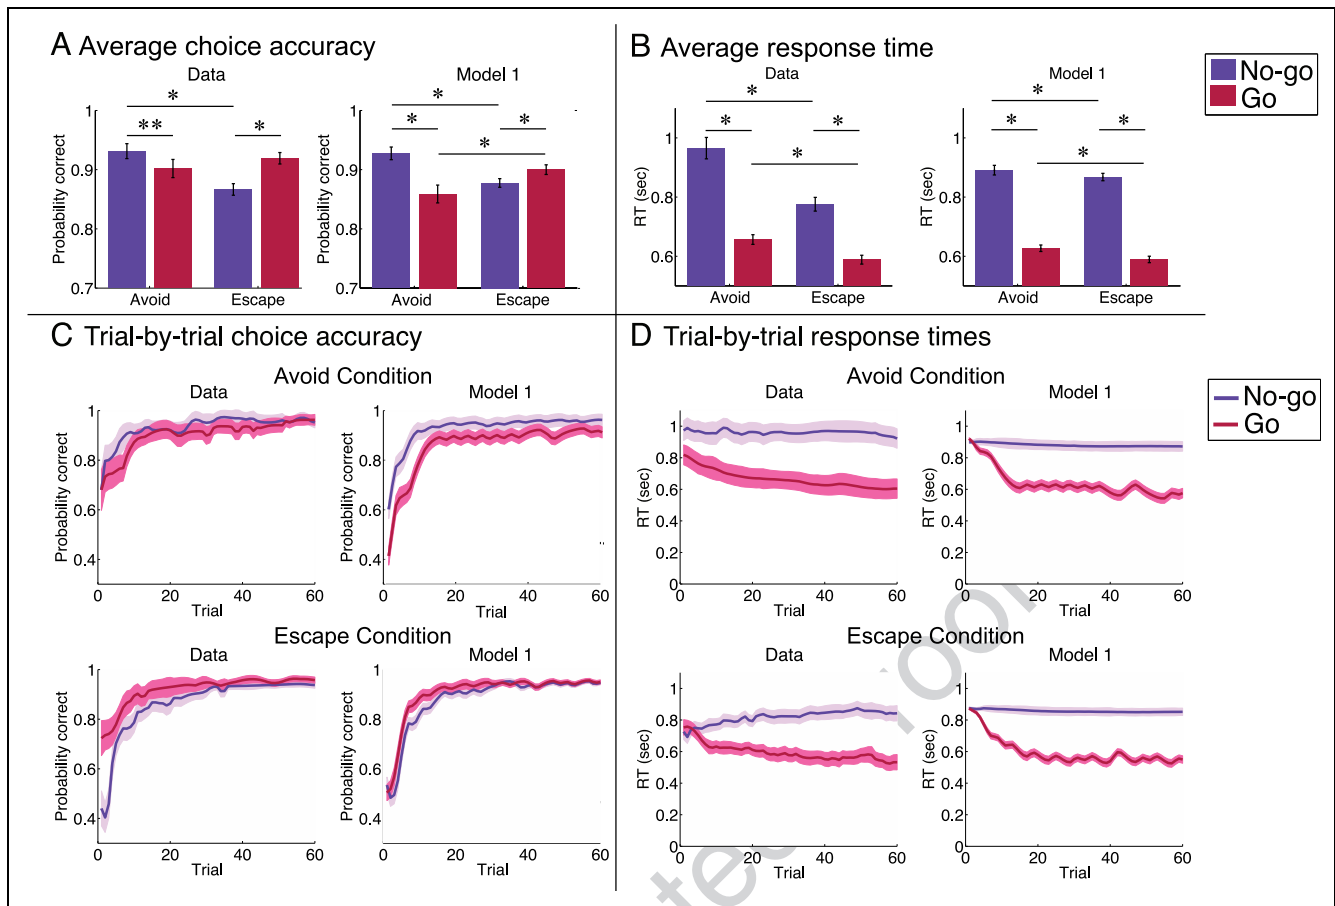 A Average choice accuracy
Data
Model 1
* ** *
* * * *
Probability correct
1
0.9
0.8
0.7
Avoid Escape
Probability correct
1
0.9
0.8
0.7
Avoid Escape
B Average response time
Data
Model 1
* * * *
* * * *
RT (sec)
1
0.8
0.6
Avoid Escape
RT (sec)
1
0.8
0.6
Avoid Escape
No-go
Go
C Trial-by-trial choice accuracy
Avoid Condition
Data
Model 1
Probability correct
1
0.8
0.6
0.4
0 20 40 60
Trial
Probability correct
1
0.8
0.6
0.4
0 20 40 60
Trial
Escape Condition
Data
Model 1
Probability correct
1
0.8
0.6
0.4
0 20 40 60
Trial
Probability correct
1
0.8
0.6
0.4
0 20 40 60
Trial
D Trial-by-trial response times
Avoid Condition
Data
Model 1
RT (sec)
1
0.8
0.6
0.4
0.2
0
0 20 40 60
Trial
RT (sec)
1
0.8
0.6
0.4
0.2
0
0 20 40 60
Trial
Escape Condition
Data
Model 1
RT (sec)
1
0.8
0.6
0.4
0.2
0
0 20 40 60
Trial
RT (sec)
1
0.8
0.6
0.4
0.2
0
0 20 40 60
Trial
No-go
Go